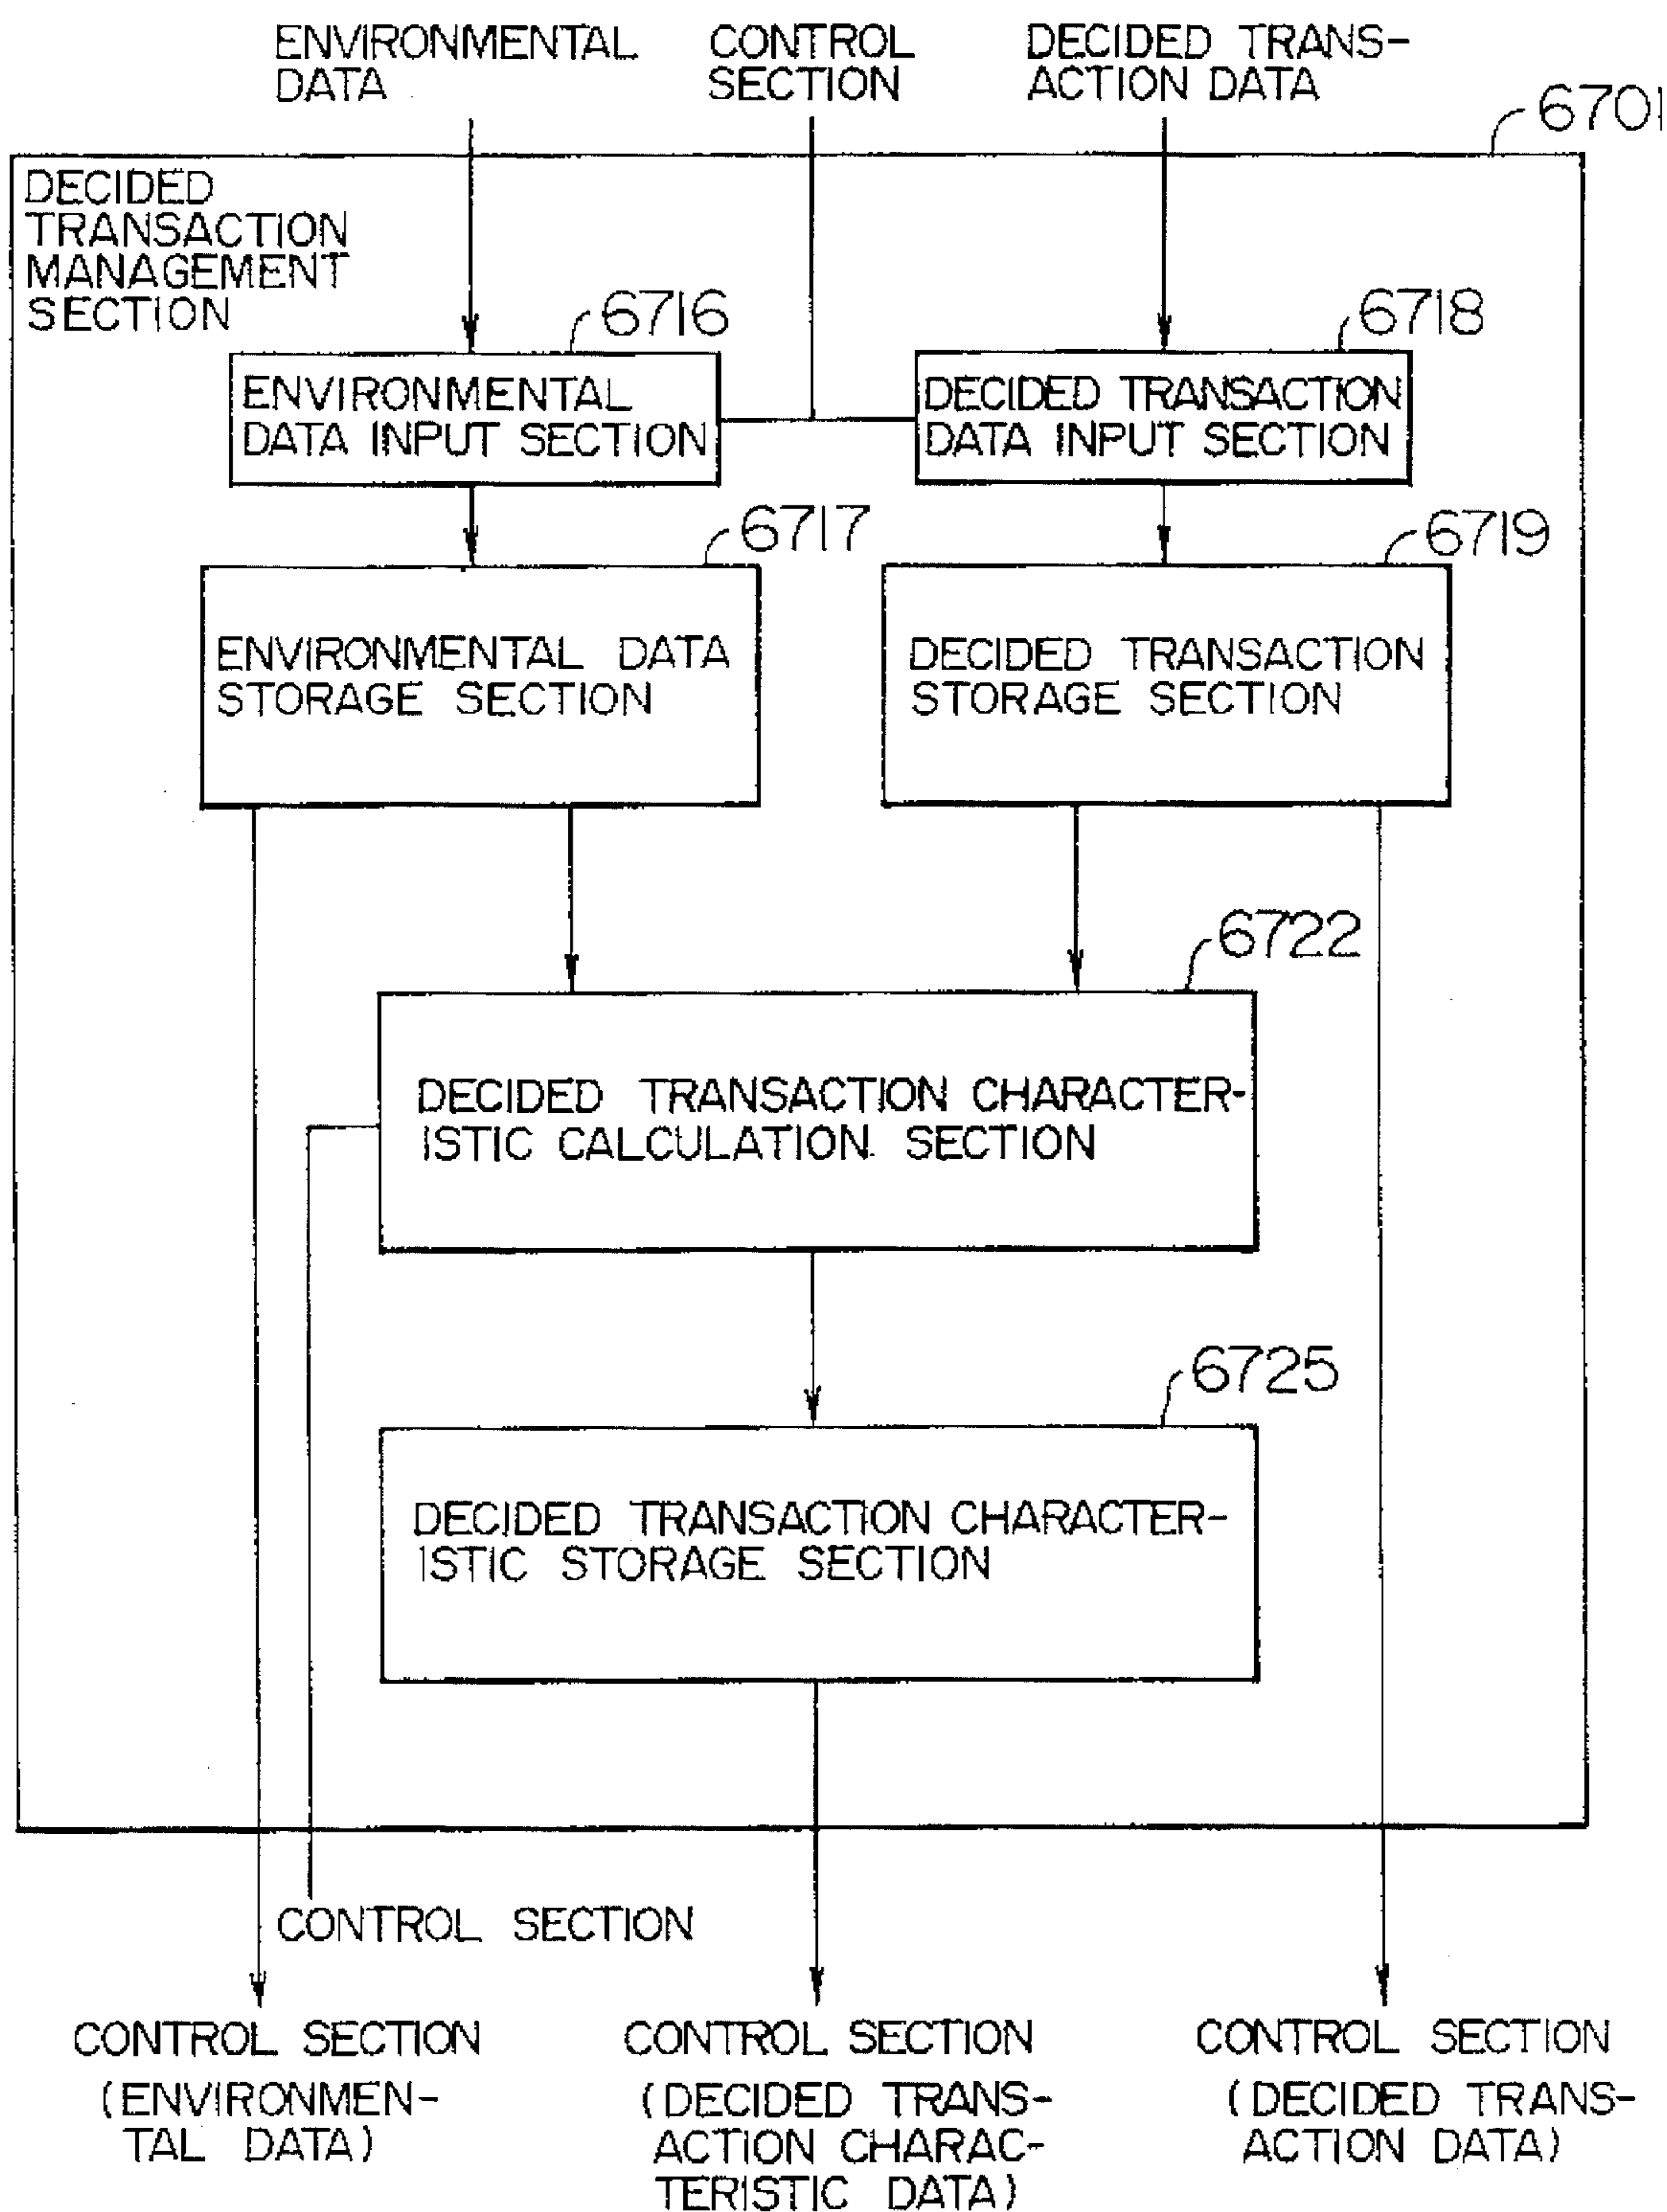 ENVIRONMENTAL
DATA
CONTROL
SECTION
DECIDED TRANS-
ACTION DATA
6701
DECIDED
TRANSACTION
MANAGEMENT
SECTION
6716
6718
ENVIRONMENTAL
DATA INPUT SECTION
DECIDED TRANSACTION
DATA INPUT SECTION
6717
6719
ENVIRONMENTAL DATA
STORAGE SECTION
DECIDED TRANSACTION
STORAGE SECTION
6722
DECIDED TRANSACTION CHARACTER-
ISTIC CALCULATION SECTION
6725
DECIDED TRANSACTION CHARACTER-
ISTIC STORAGE SECTION
CONTROL SECTION
CONTROL SECTION
(ENVIRONMEN-
TAL DATA)
CONTROL SECTION
(DECIDED TRANS-
ACTION CHARAC-
TERISTIC DATA)
CONTROL SECTION
(DECIDED TRANS-
ACTION DATA)